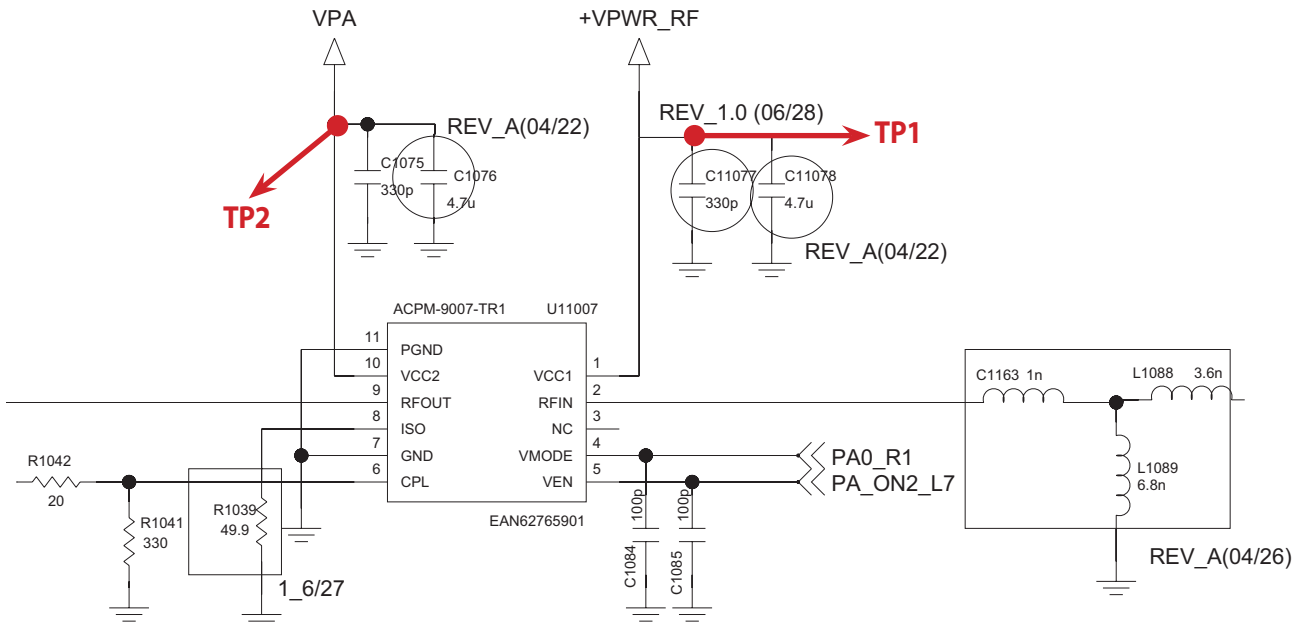 VPA
+VPWR_RF
REV_A(04/22)
REV_1.0 (06/28)
TP1
TP2
C1075
330p
C1076
4.7u
C11077
330p
C11078
4.7u
REV_A(04/22)
ACPM-9007-TR1
U11007
11
PGND
10
VCC2
9
RFOUT
8
ISO
7
GND
6
CPL
VCC1
1
RFIN
2
NC
3
VMODE
4
VEN
5
EAN62765901
R1042
20
R1041
330
R1039
49.9
1_6/27
PA0_R1
PA_ON2_L7
100p
C1084
100p
C1085
C1163 1n
L1088 3.6n
L1089
6.8n
REV_A(04/26)